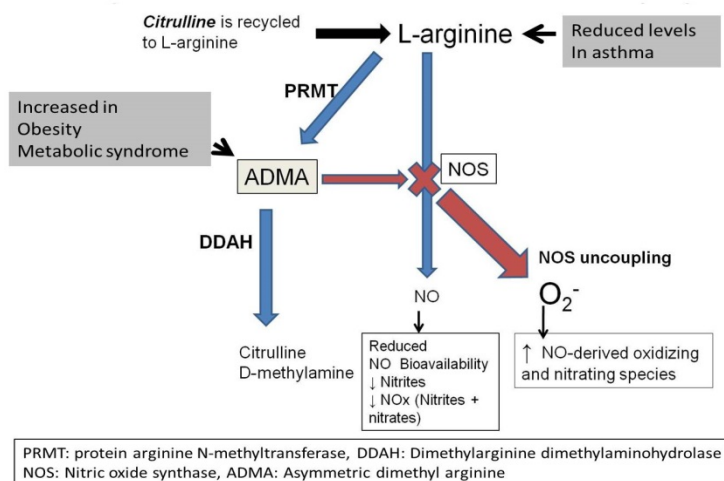 Citrulline is recycled
to L-arginine
L-arginine
Reduced levels
In asthma
PRMT
Increased in
Obesity
Metabolic syndrome
ADMA
NOS
DDAH
NOS uncoupling
O2-
NO
Citrulline
D-methylamine
Reduced
NO Bioavailability
↓ Nitrites
↓ NOx (Nitrites +
nitrates)
↑ NO-derived oxidizing
and nitrating species
PRMT: protein arginine N-methyltransferase, DDAH: Dimethylarginine dimethylaminohydrolase
NOS: Nitric oxide synthase, ADMA: Asymmetric dimethyl arginine